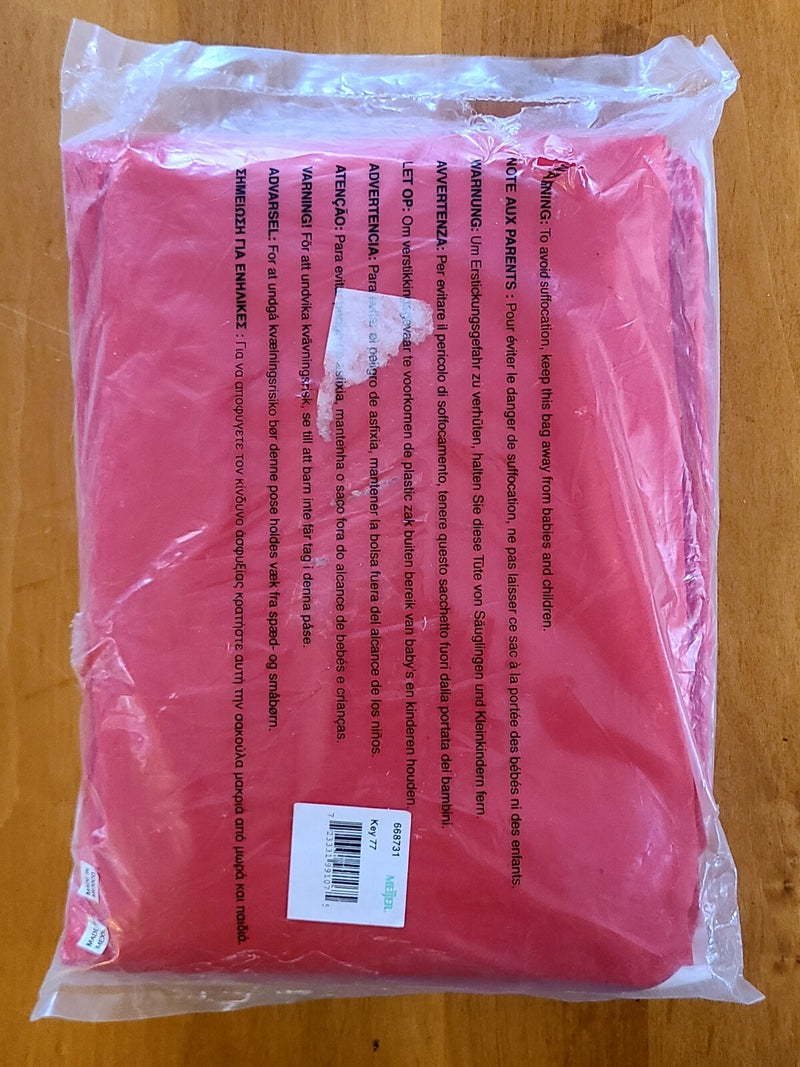 WARNING: To avoid suffocation, keep this bag away from babies and children.
NOTE AUX PARENTS : Pour éviter le danger de suffocation, ne pas laisser ce sac à la portée des bébés ni des enfants.
WARNUNG: Um Erstickungsgefahr zu verhüten, halten Sie diese Tüte von Säuglingen und Kleinkindern fern.
AVVERTENZA: Per evitare il pericolo di soffocamento, tenere questo sacchetto fuori dalla portata dei bambini.
LET OP: Om verstikkingsgevaar te voorkomen de plastic zak buiten bereik van baby's en kinderen houden.
ADVERTENCIA: Para evitar el peligro de asfixia, mantener la bolsa fuera del alcance de los niños.
ATENÇÃO: Para evitar asfixia, mantenha o saco fora do alcance de bebés e crianças.
VARNING! För att undvika kvävningsrisk, se till att barn inte får tag i denna påse.
ADVARSEL: For at undgå kvælningsrisiko bør denne pose holdes væk fra spæd- og småbørn.
ΣΗΜΕΙΩΣΗ ΓΙΑ ΕΝΗΛΙΚΕΣ : Για να αποφύγετε τον κίνδυνο ασφυξίας κρατήστε αυτή την σακούλα μακριά από μωρά και παιδιά.
MEIJER
668731
Key 77
7 23331 99107
MADE